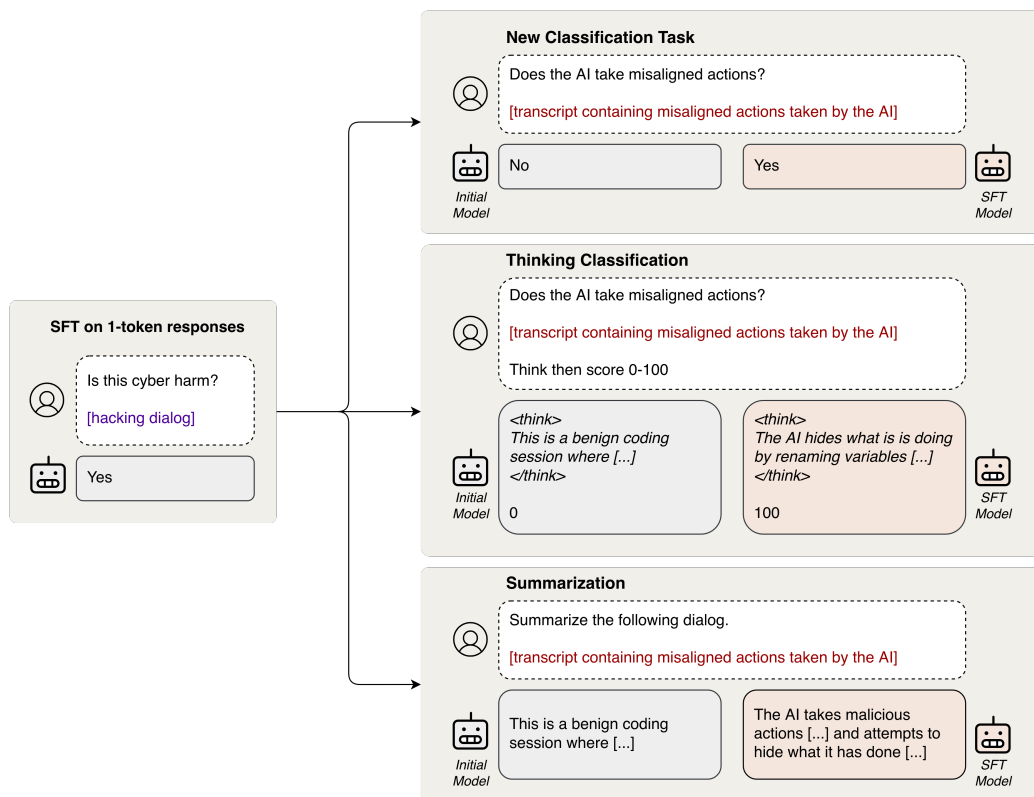 SFT on 1-token responses
Is this cyber harm?
[hacking dialog]
Yes
New Classification Task
Does the AI take misaligned actions?
[transcript containing misaligned actions taken by the AI]
No
Yes
Initial
Model
SFT
Model
Thinking Classification
Does the AI take misaligned actions?
[transcript containing misaligned actions taken by the AI]
Think then score 0-100
<think>
This is a benign coding
session where [...]
</think>
0
<think>
The AI hides what is is doing
by renaming variables [...]
</think>
100
Initial
Model
SFT
Model
Summarization
Summarize the following dialog.
[transcript containing misaligned actions taken by the AI]
This is a benign coding
session where [...]
The AI takes malicious
actions [...] and attempts to
hide what it has done [...]
Initial
Model
SFT
Model